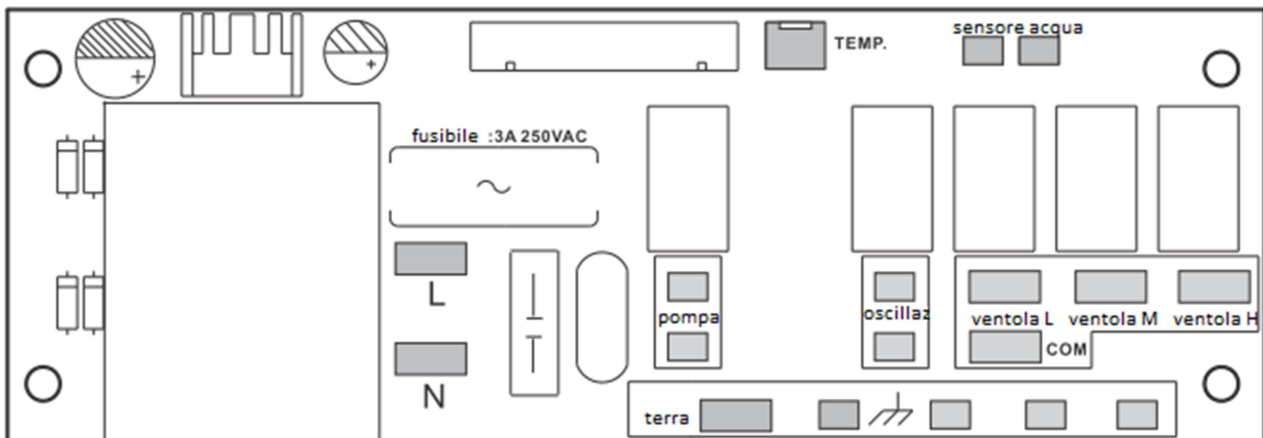 sensore acqua
TEMP.
fusibile :3A 250VAC
L
pompa
oscillaz
ventola L
ventola M
ventola H
COM
N
terra